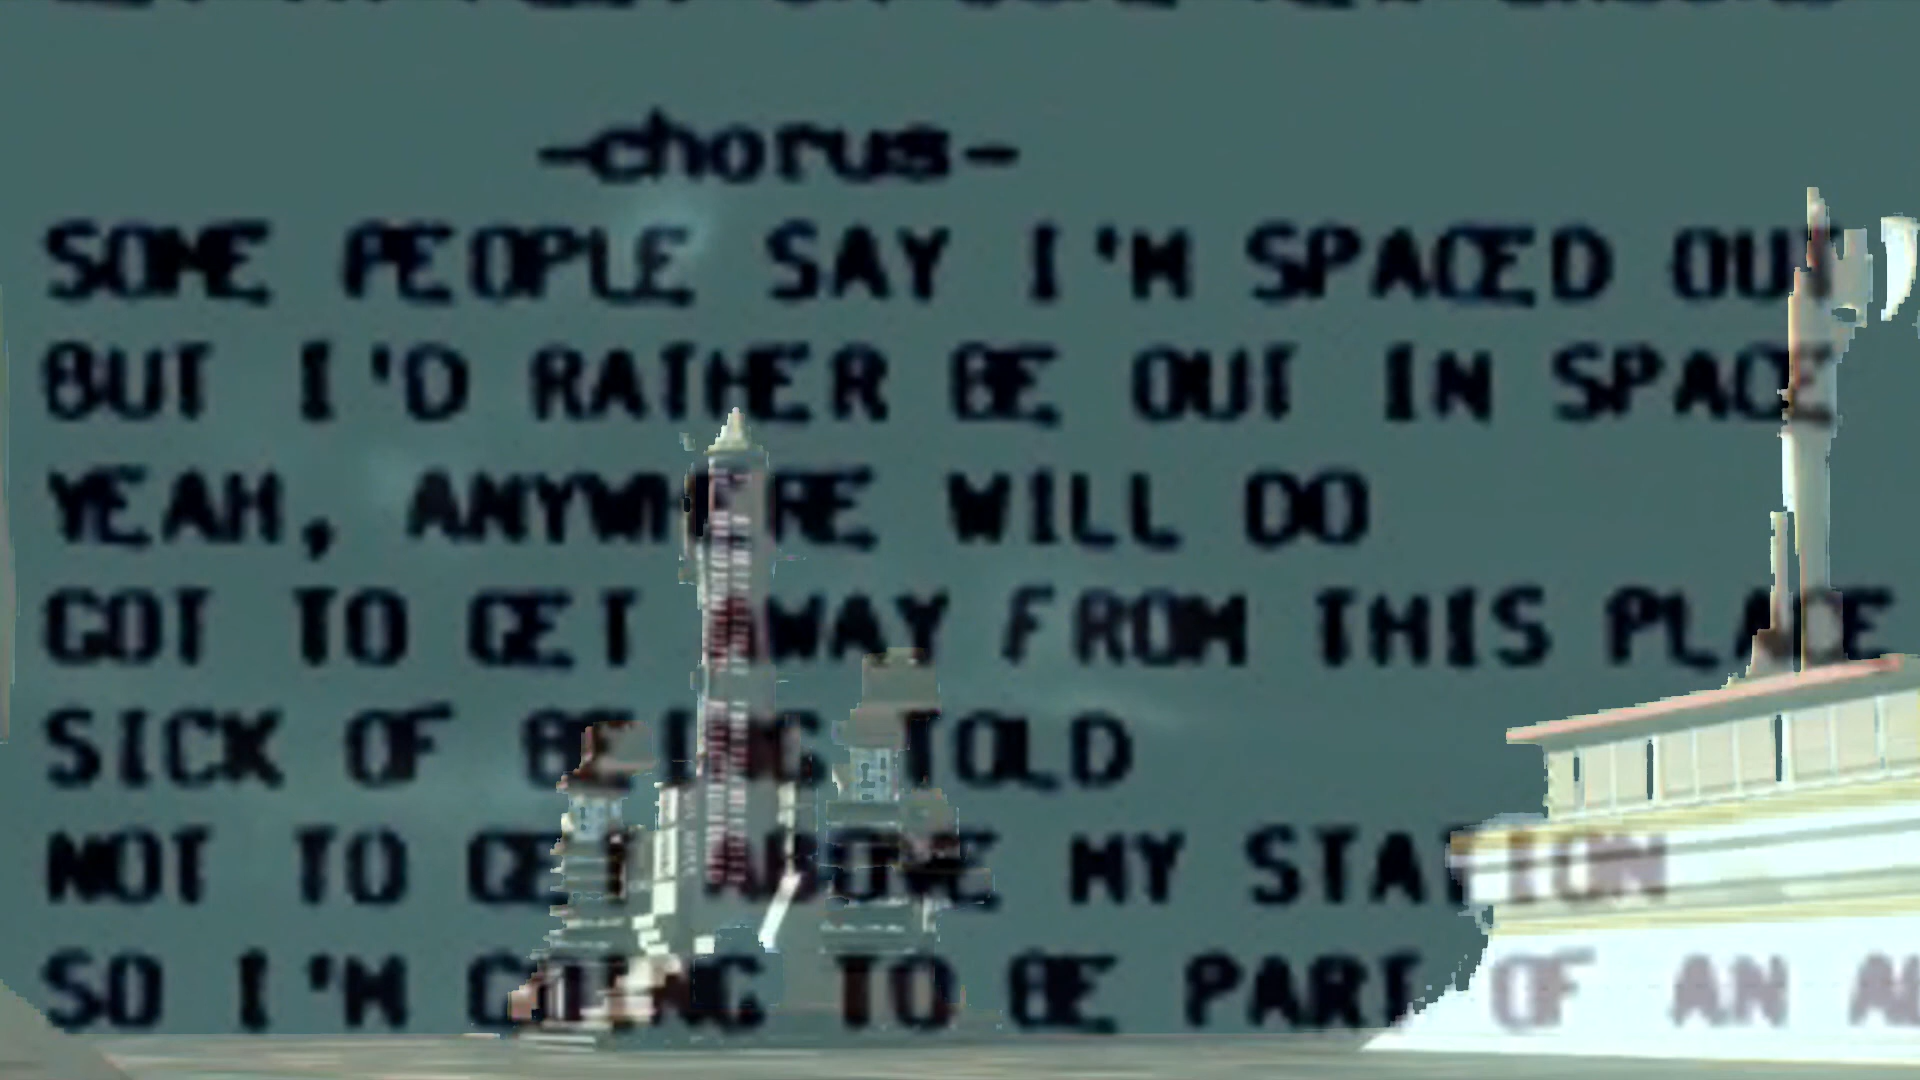 -chorus-
SOME PEOPLE SAY I'M SPACED OUT
BUT I'D RATHER BE OUT IN SPACE
YEAH, ANYWHERE WILL DO
GOT TO GET AWAY FROM THIS PLACE
SICK OF BEING TOLD
NOT TO GET ABOVE MY STATION
SO I'M GOING TO BE PART OF AN